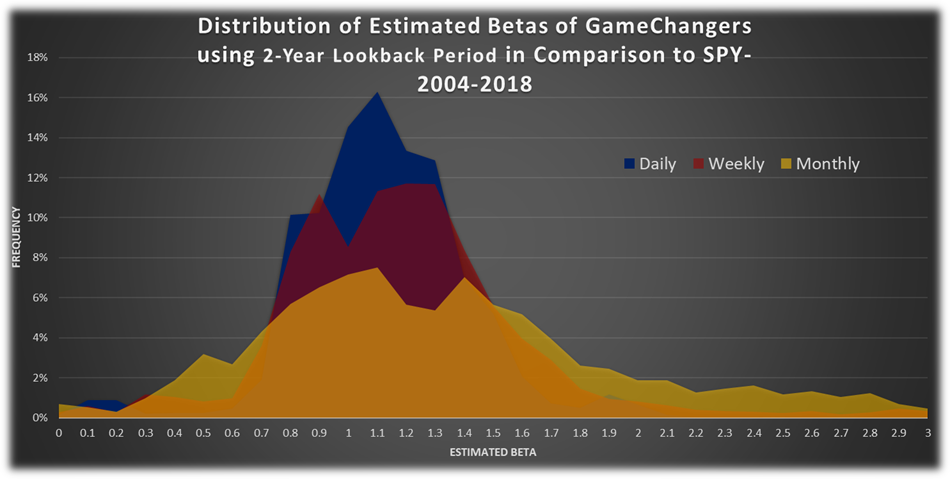 Distribution of Estimated Betas of GameChangers
using 2-Year Lookback Period in Comparison to SPY-
2004-2018
18%
16%
14%
12%
10%
8%
6%
4%
2%
0%
FREQUENCY
Daily Weekly Monthly
0 0.1 0.2 0.3 0.4 0.5 0.6 0.7 0.8 0.9 1 1.1 1.2 1.3 1.4 1.5 1.6 1.7 1.8 1.9 2 2.1 2.2 2.3 2.4 2.5 2.6 2.7 2.8 2.9 3
ESTIMATED BETA